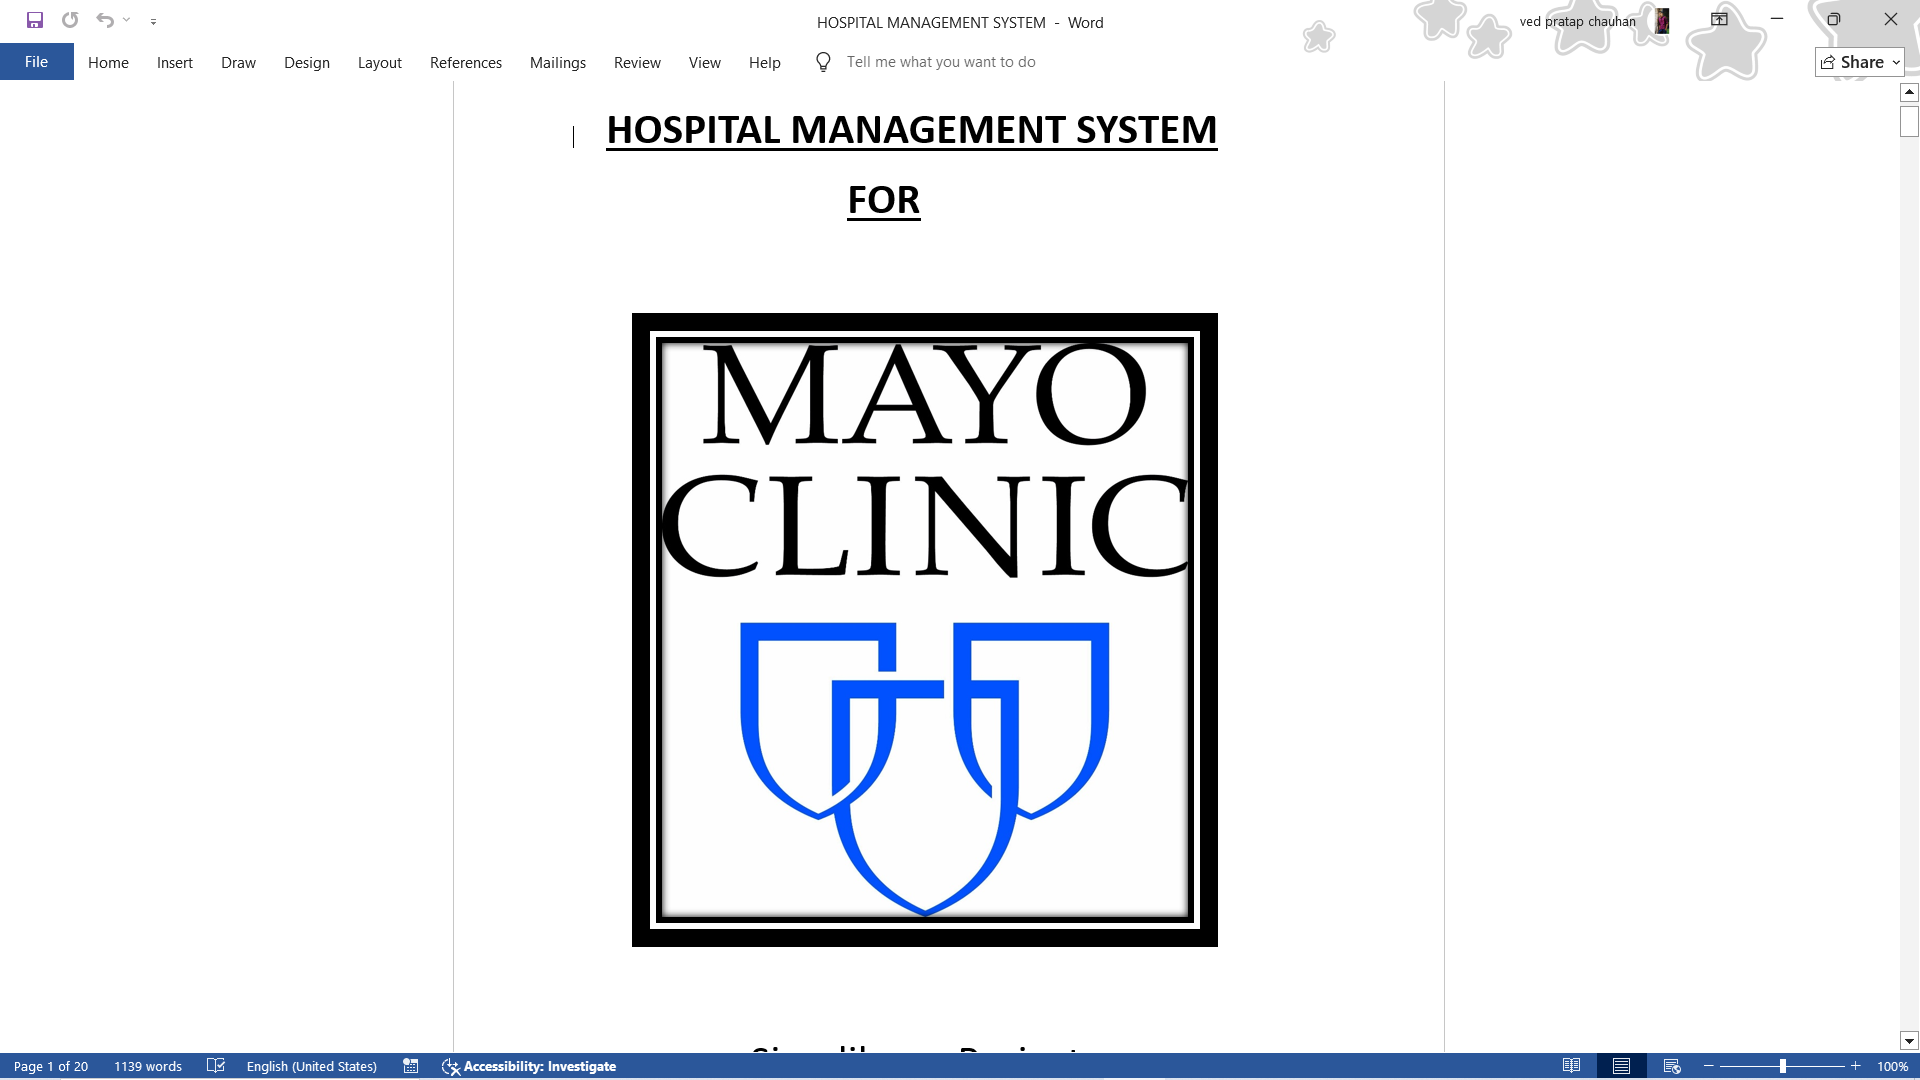 HOSPITAL MANAGEMENT SYSTEM - Word
ved pratap chauhan
File Home Insert Draw Design Layout References Mailings Review View Help Tell me what you want to do
Share
HOSPITAL MANAGEMENT SYSTEM
FOR
MAYO
CLINIC
Page 1 of 20 1139 words English (United States) Accessibility: Investigate 100%